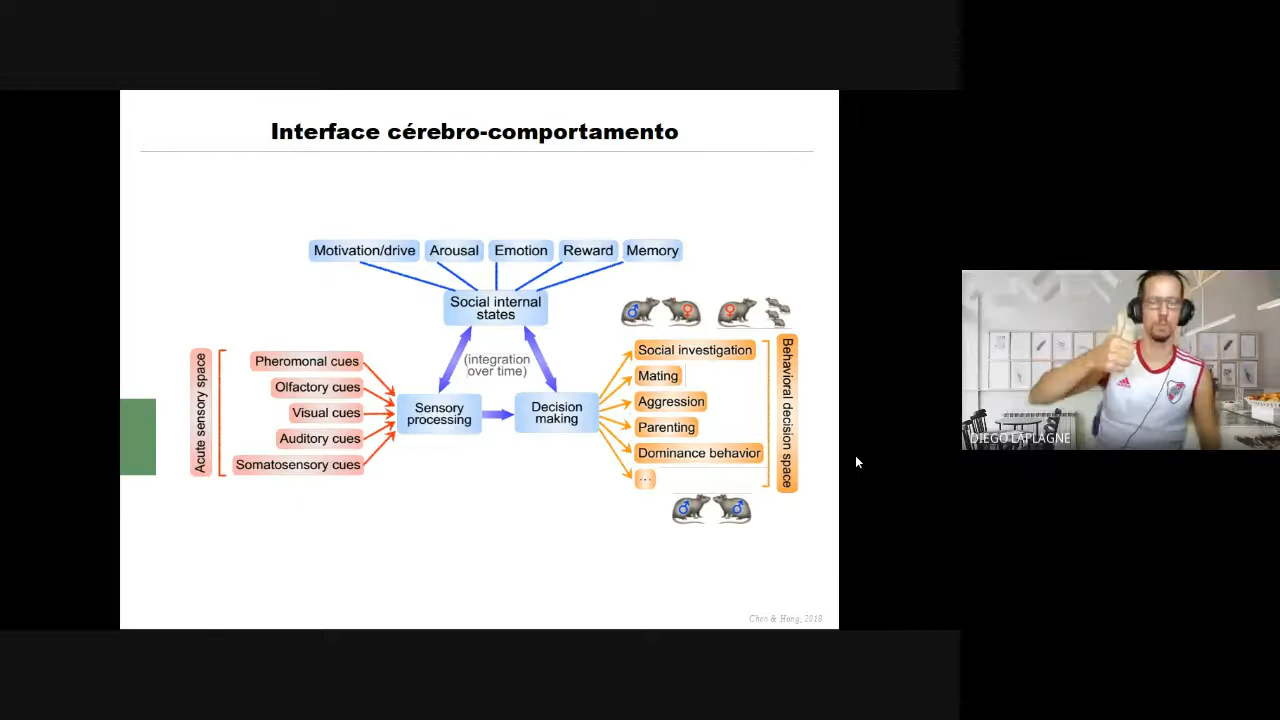 Interface cérebro-comportamento
Motivation/drive
Arousal
Emotion
Reward
Memory
Social internal
states
(integration
over time)
Acute sensory space
Pheromonal cues
Olfactory cues
Visual cues
Auditory cues
Somatosensory cues
Sensory
processing
Decision
making
Social investigation
Mating
Aggression
Parenting
Dominance behavior
...
Behavioral decision space
Chen & Hong, 2018
DIEGO LAPLAGNE